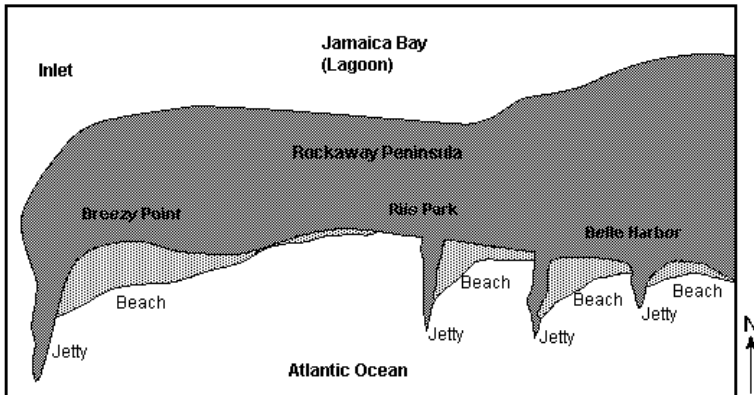 Jamaica Bay
(Lagoon)
Inlet
Rockaway Peninsula
Breezy Point
Riis Park
Belle Harbor
Beach
Beach
Beach
Beach
Jetty
Jetty
Jetty
Jetty
Atlantic Ocean
N